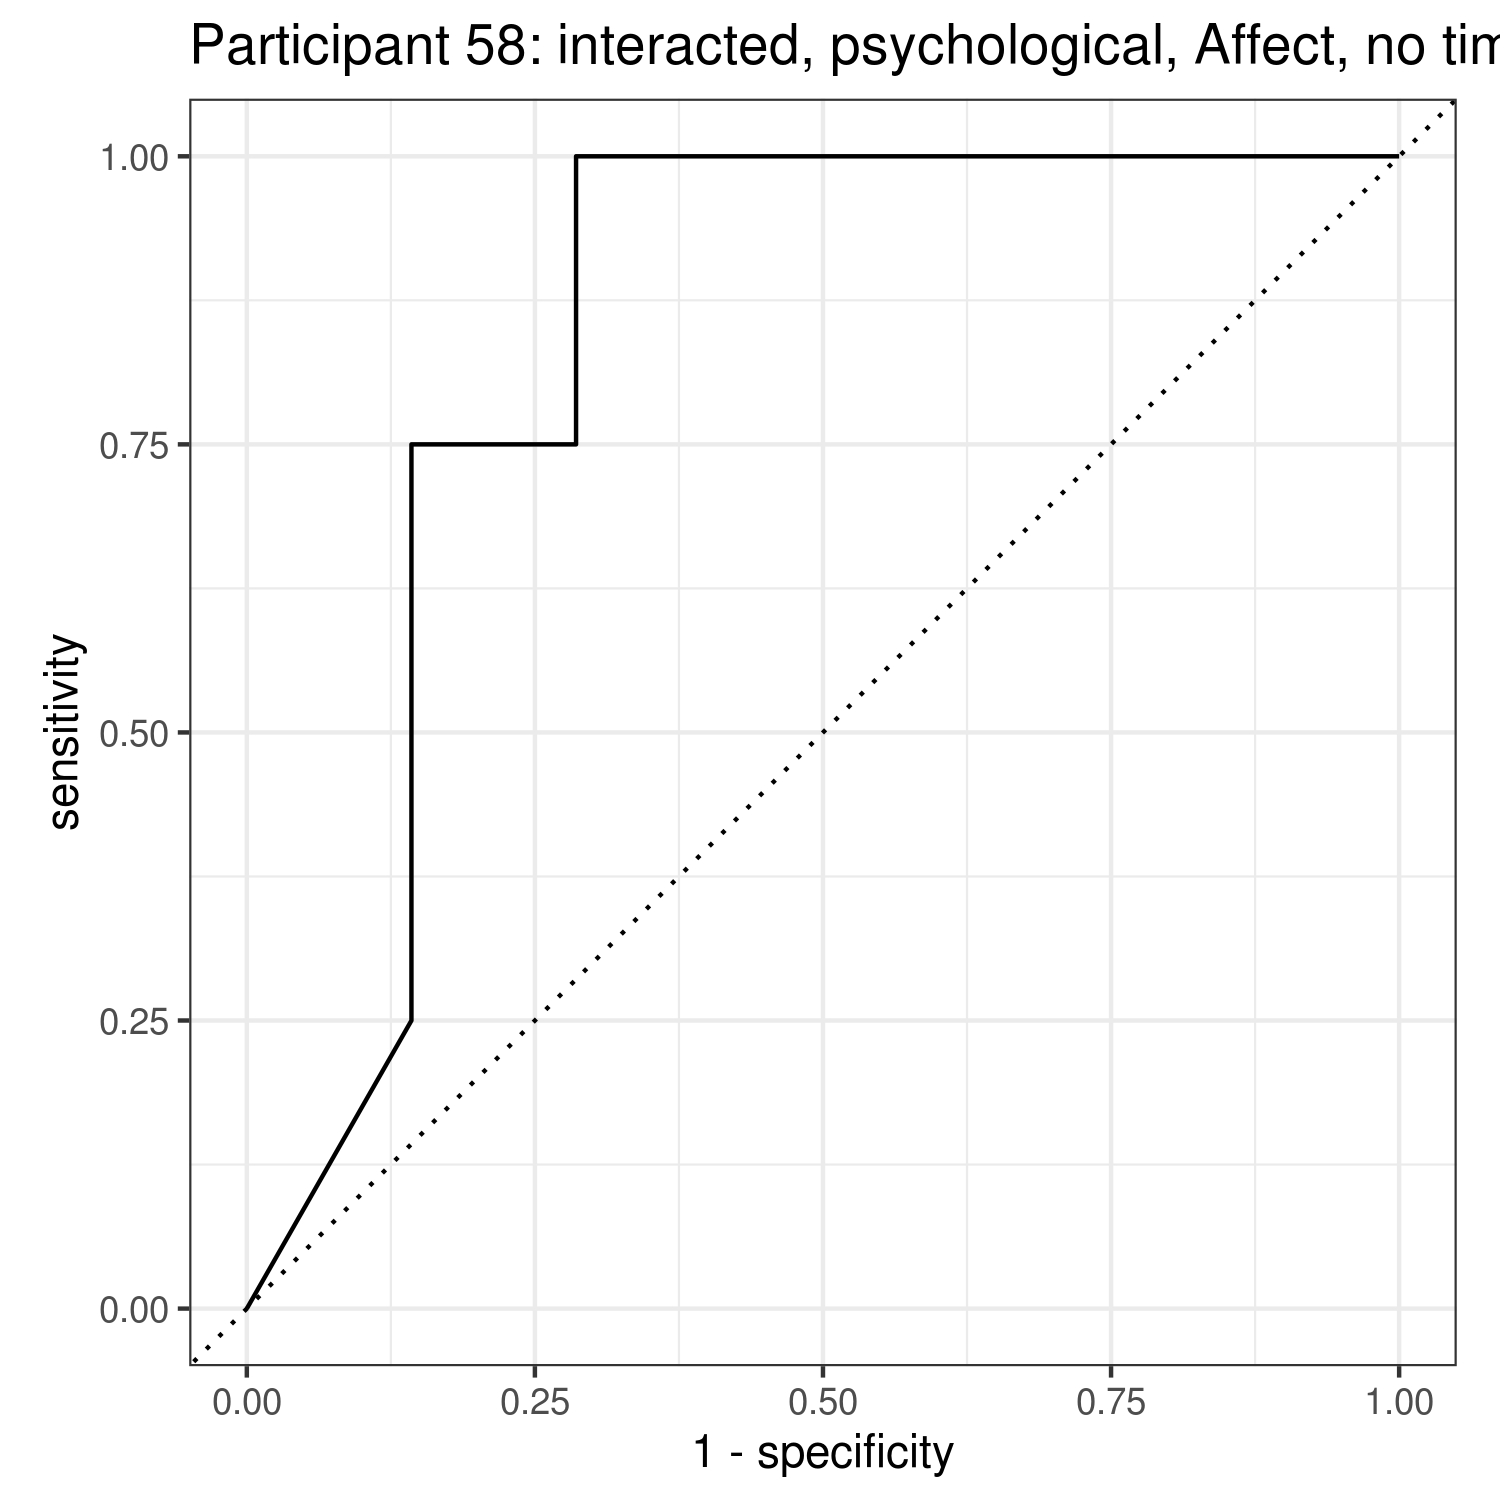 Participant 58: interacted, psychological, Affect, no tim
1.00
0.75
0.50
0.25
0.00
sensitivity
0.00 0.25 0.50 0.75 1.00
1 - specificity